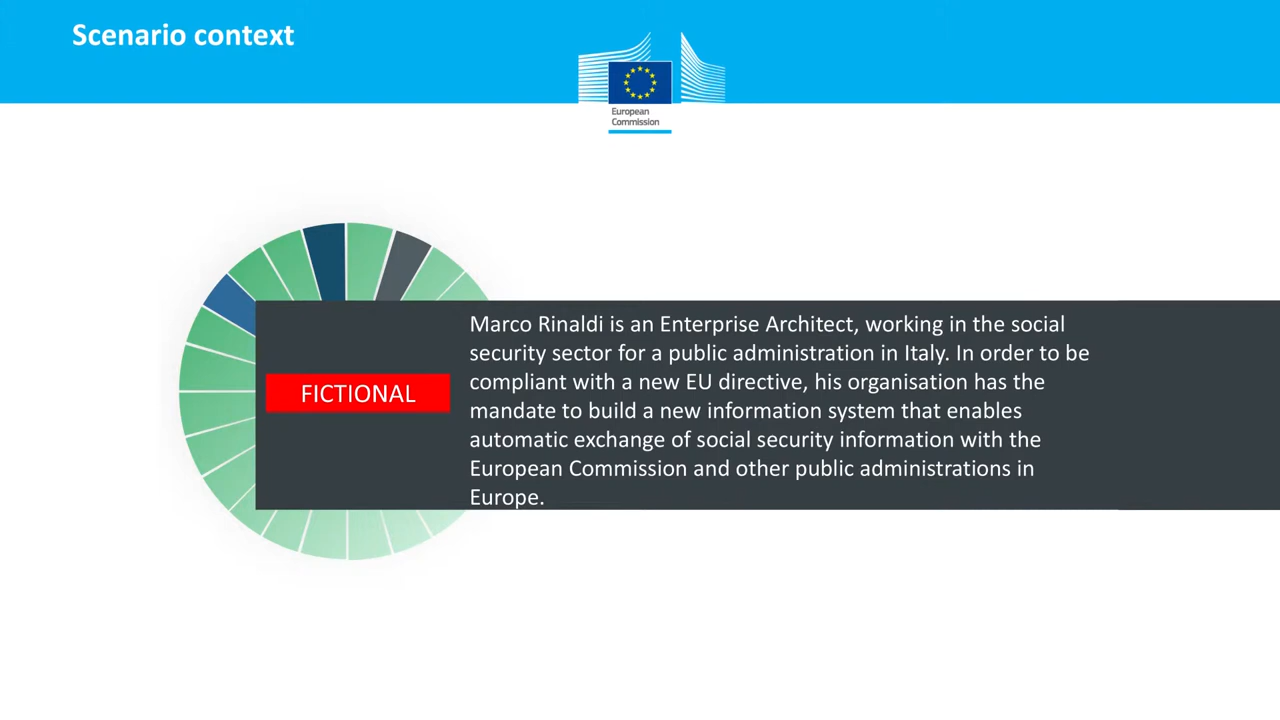 Scenario context
European
Commission
FICTIONAL
Marco Rinaldi is an Enterprise Architect, working in the social
security sector for a public administration in Italy. In order to be
compliant with a new EU directive, his organisation has the
mandate to build a new information system that enables
automatic exchange of social security information with the
European Commission and other public administrations in
Europe.